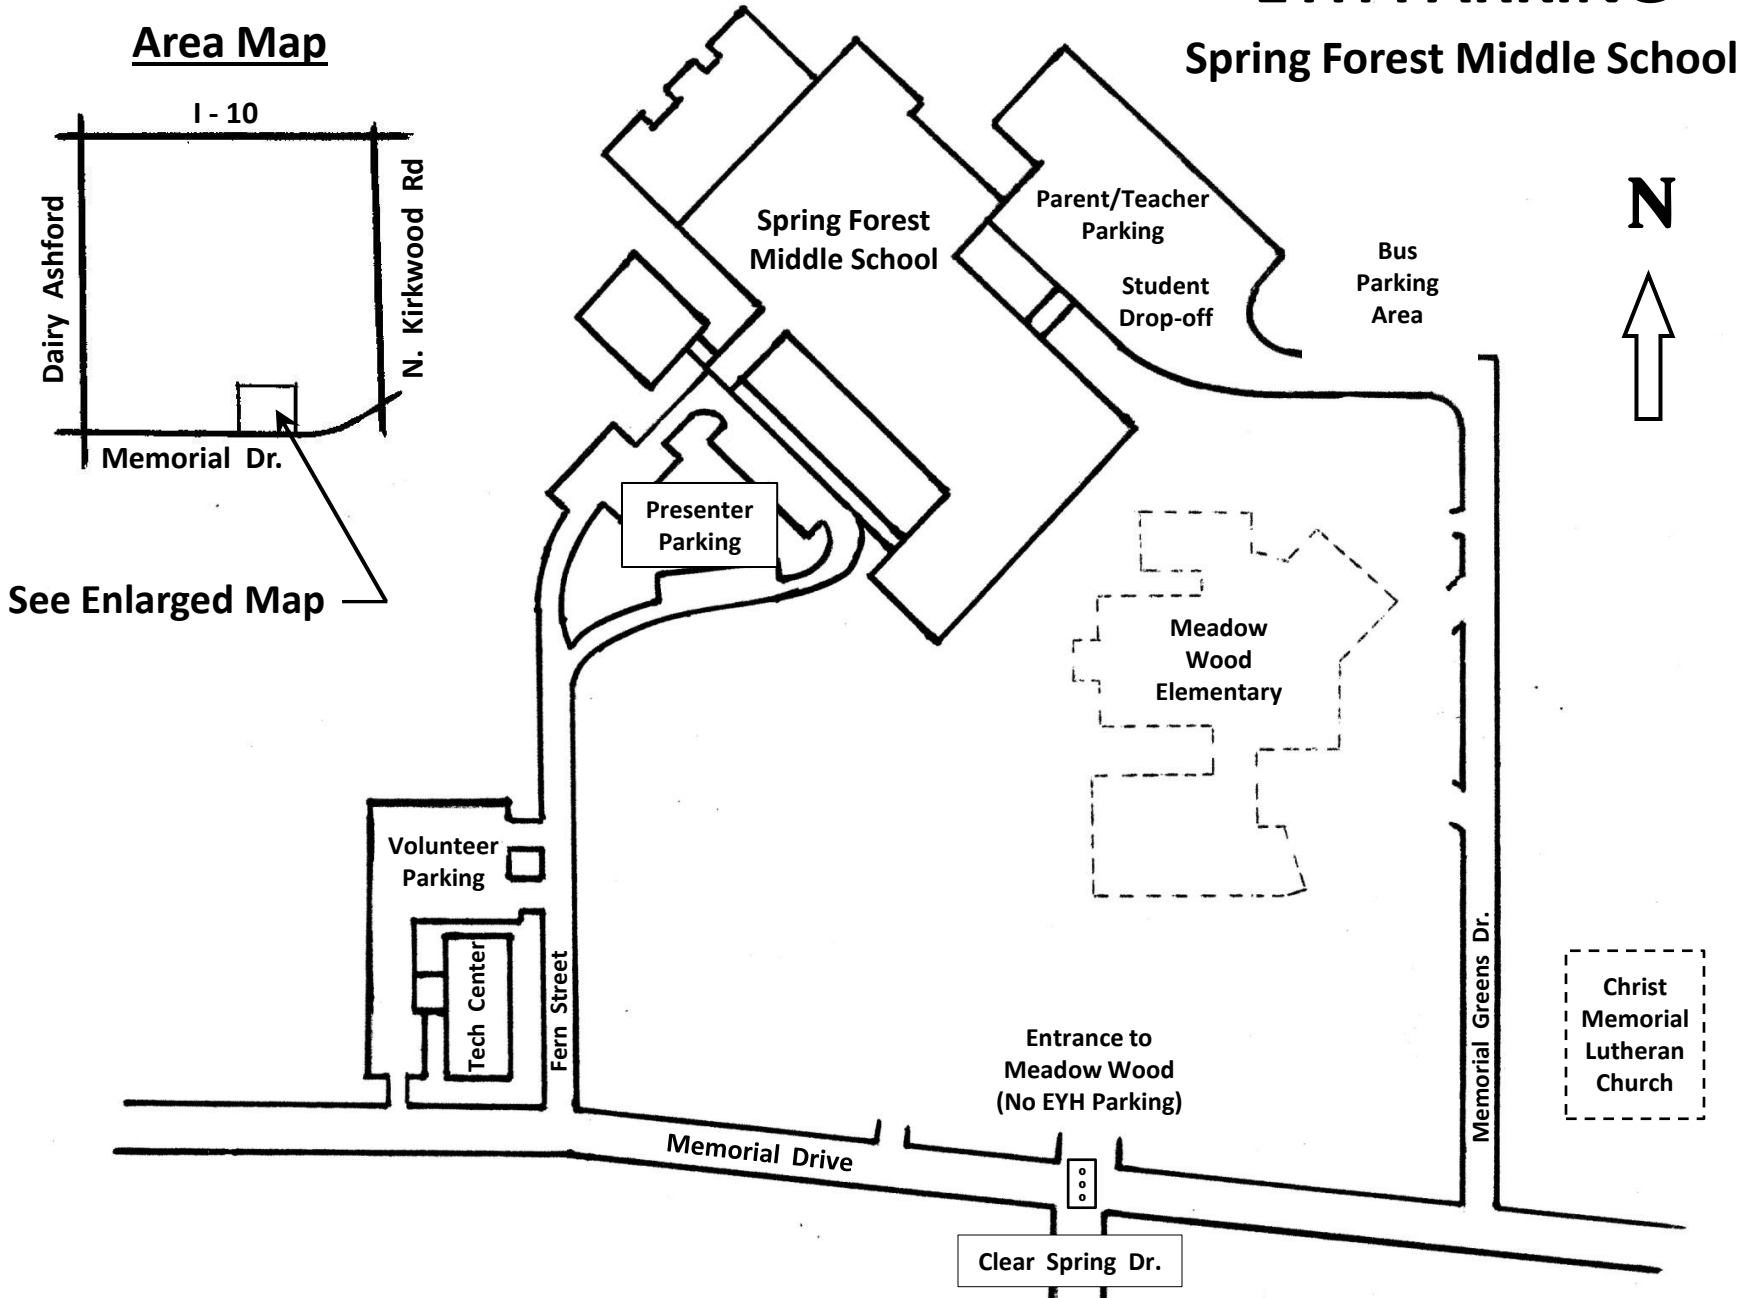 Spring Forest Middle School
Area Map
I - 10
Dairy Ashford
N. Kirkwood Rd
Memorial Dr.
See Enlarged Map
N
Spring Forest
Middle School
Parent/Teacher
Parking
Student
Drop-off
Bus
Parking
Area
Presenter
Parking
Meadow
Wood
Elementary
Volunteer
Parking
Tech Center
Fern Street
Entrance to
Meadow Wood
(No EYH Parking)
Memorial Greens Dr.
Christ
Memorial
Lutheran
Church
Memorial Drive
Clear Spring Dr.